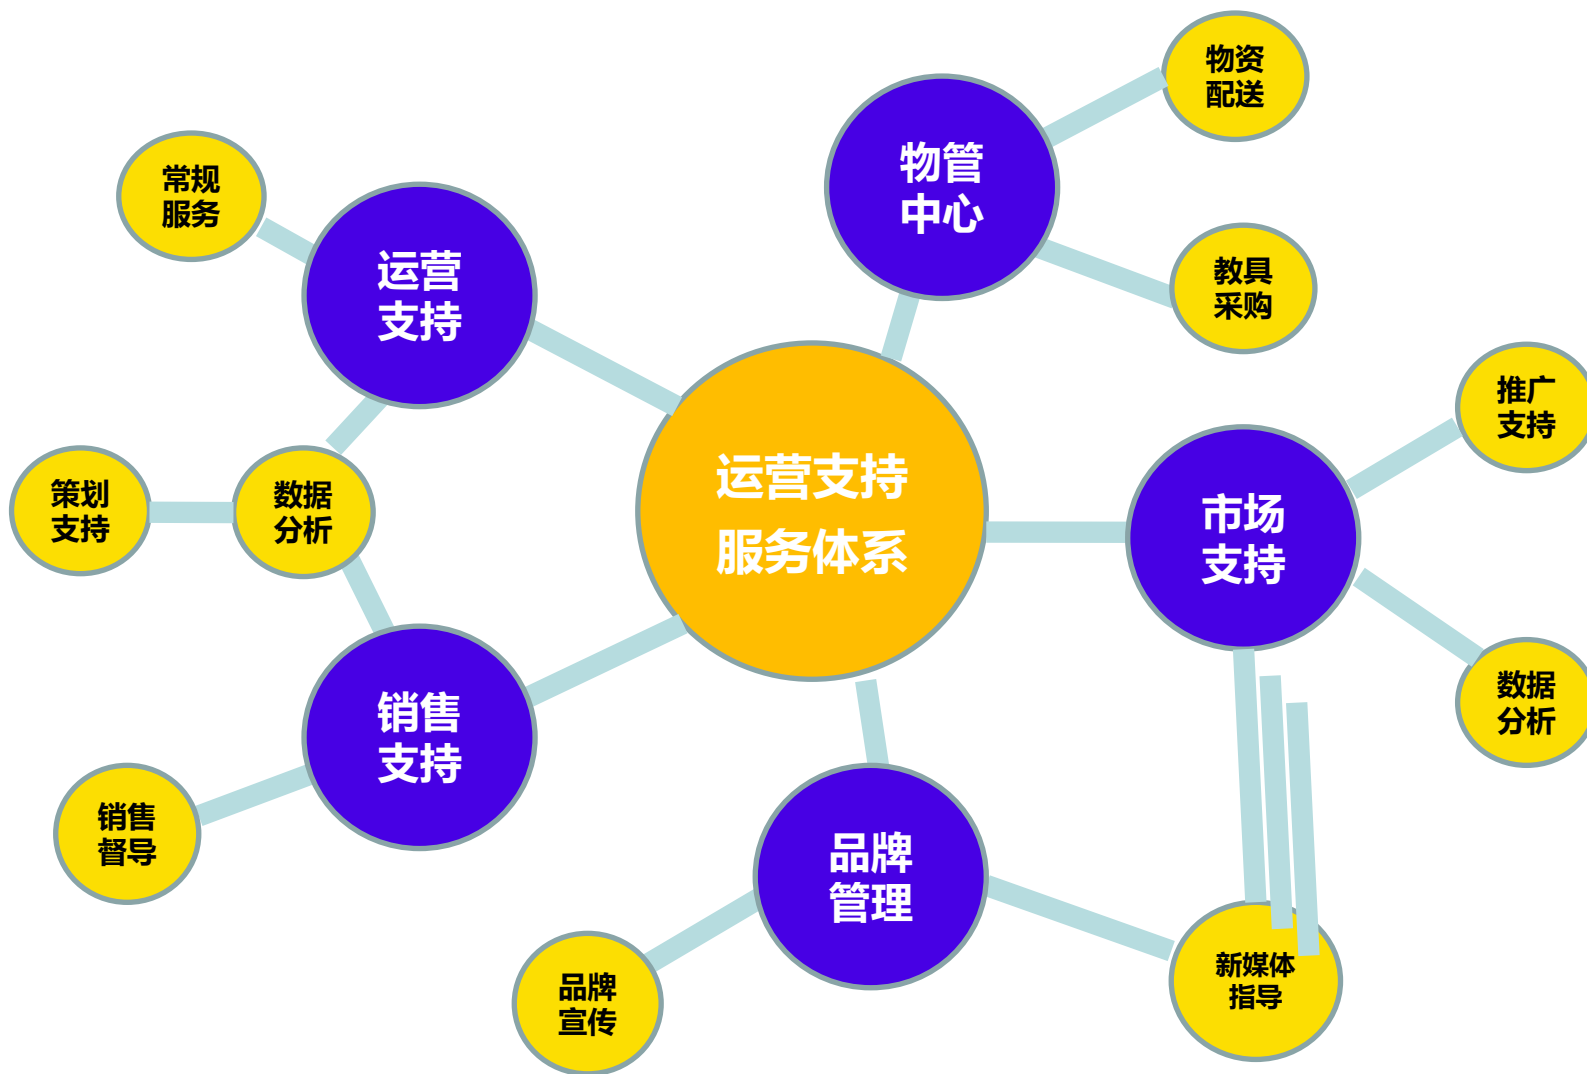 物资
配送
常规
服务
物管
中心
运营
支持
教具
采购
推广
支持
运营支持
服务体系
策划
支持
数据
分析
市场
支持
销售
支持
数据
分析
销售
督导
品牌
管理
品牌
宣传
新媒体
指导